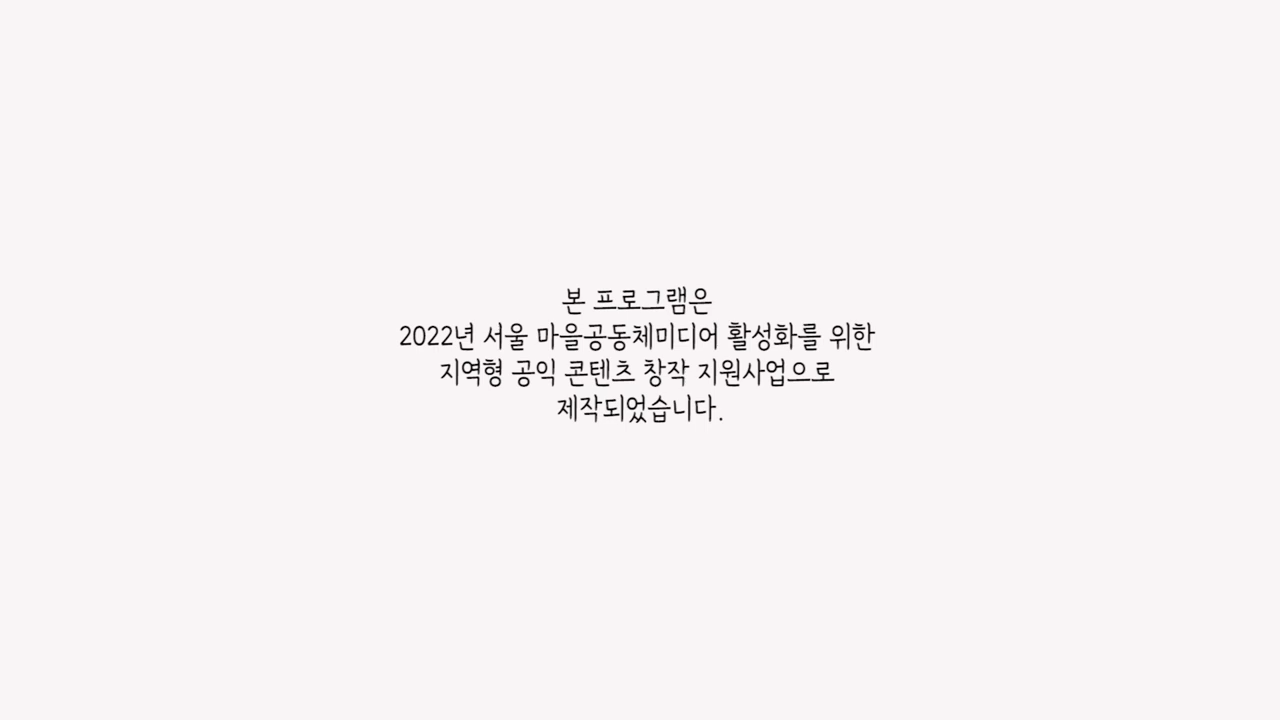 본 프로그램은
2022년 서울 마을공동체미디어 활성화를 위한
지역형 공익 콘텐츠 창작 지원사업으로
제작되었습니다.